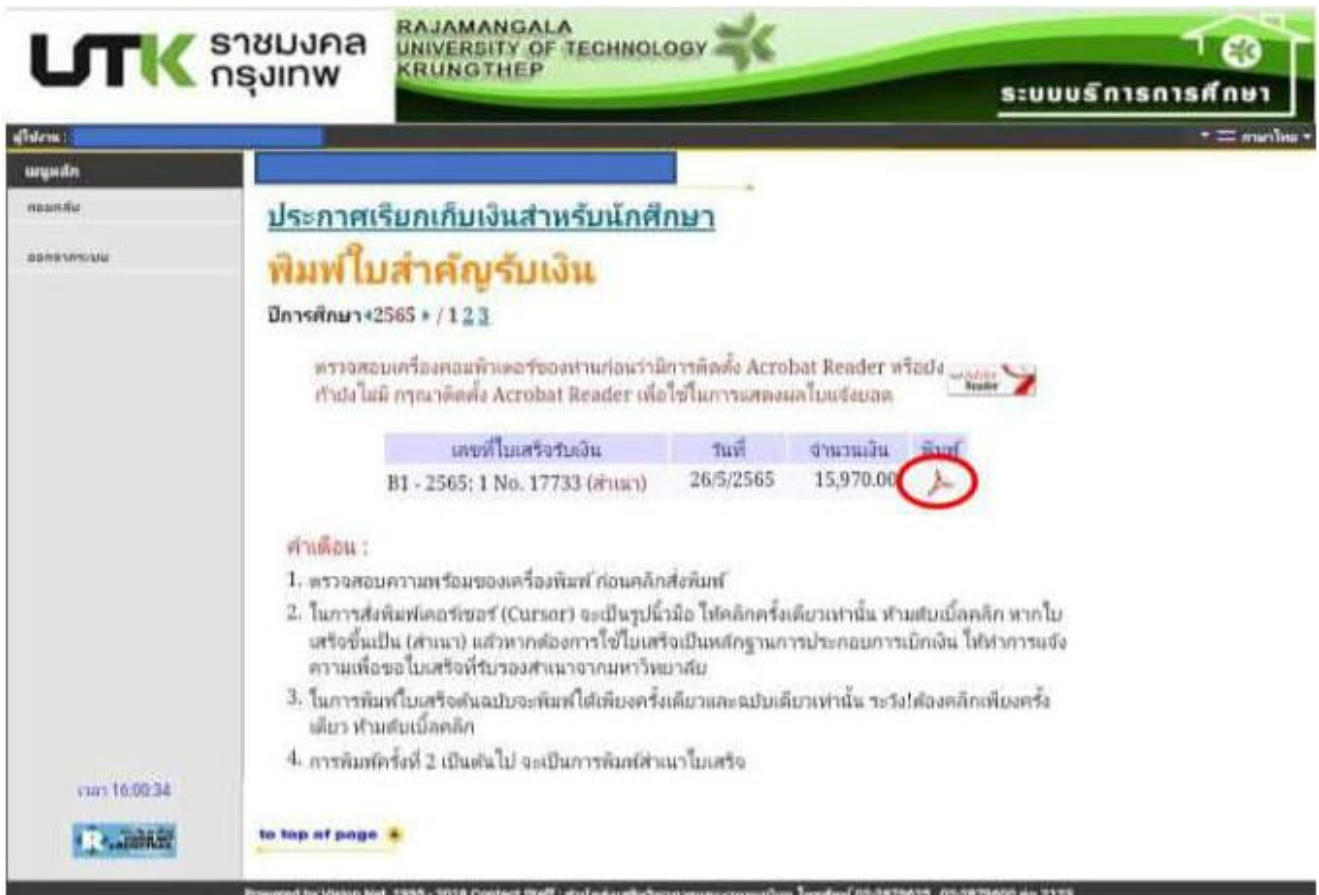 UTK ราชมงคล
กรุงเทพ
RAJAMANGALA
UNIVERSITY OF TECHNOLOGY
KRUNGTHEP
ระบบบริการการศึกษา
ผู้ใช้งาน :
ภาษาไทย
เมนูหลัก
ถอยกลับ
ออกจากระบบ
ประกาศเรียกเก็บเงินสำหรับนักศึกษา
พิมพ์ใบสำคัญรับเงิน
ปีการศึกษา 2565 / 1 2 3
ตรวจสอบเครื่องคอมพิวเตอร์ของท่านก่อนว่ามีการติดตั้ง Acrobat Reader หรือยัง
ถ้ายังไม่มี กรุณาติดตั้ง Acrobat Reader เพื่อใช้ในการแสดงผลใบแจ้งยอด
Adobe
Reader
เลขที่ใบเสร็จรับเงิน วันที่ จำนวนเงิน พิมพ์
B1 - 2565: 1 No. 17733 (สำเนา) 26/5/2565 15,970.00
คำเตือน :
1. ตรวจสอบความพร้อมของเครื่องพิมพ์ ก่อนคลิกสั่งพิมพ์
2. ในการสั่งพิมพ์เคอร์เซอร์ (Cursor) จะเป็นรูปนิ้วมือ ให้คลิกครั้งเดียวเท่านั้น ห้ามดับเบิ้ลคลิก หากใบ
เสร็จขึ้นเป็น (สำเนา) แล้วหากต้องการใช้ใบเสร็จเป็นหลักฐานการประกอบการเบิกเงิน ให้ทำการแจ้ง
ความเพื่อขอใบเสร็จที่รับรองสำเนาจากมหาวิทยาลัย
3. ในการพิมพ์ใบเสร็จต้นฉบับจะพิมพ์ได้เพียงครั้งเดียวและฉบับเดียวเท่านั้น ระวัง!ต้องคลิกเพียงครั้ง
เดียว ห้ามดับเบิ้ลคลิก
4. การพิมพ์ครั้งที่ 2 เป็นต้นไป จะเป็นการพิมพ์สำเนาใบเสร็จ
เวลา 16:00:34
to top of page